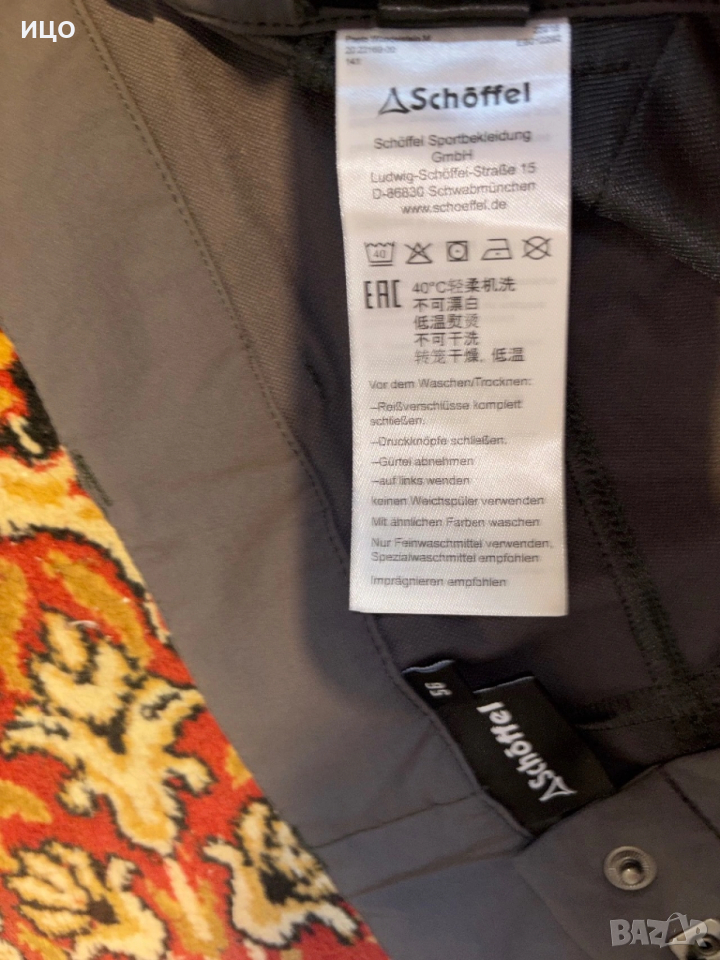 ицо
Schöffel
Schöffel Sportbekleidung
GmbH
Ludwig-Schöffel-Straße 15
D-86830 Schwabmünchen
www.schoeffel.de
40
EAC 40°C轻柔机洗
不可漂白
低温熨烫
不可干洗
转笼干燥, 低温
Vor dem Waschen/Trocknen:
–Reißverschlüsse komplett
schließen.
–Druckknöpfe schließen.
–Gürtel abnehmen
–auf links wenden
keinen Weichspüler verwenden
Mit ähnlichen Farben waschen
Nur Feinwaschmittel verwenden,
Spezialwaschmittel empfohlen
Imprägnieren empfohlen
56
Schöffel
BAZAR